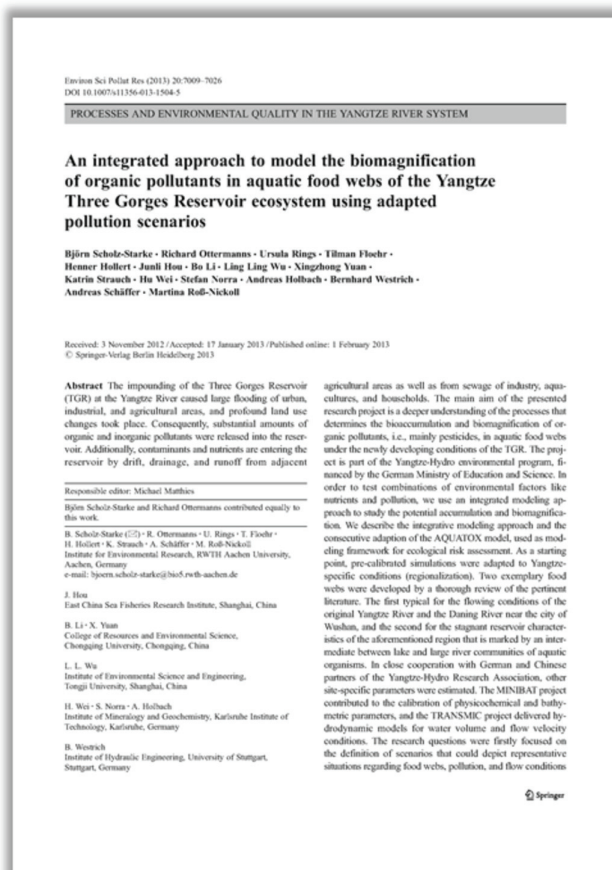 Environ Sci Pollut Res (2013) 20:7009–7026
DOI 10.1007/s11356-013-1504-5
PROCESSES AND ENVIRONMENTAL QUALITY IN THE YANGTZE RIVER SYSTEM
An integrated approach to model the biomagnification
of organic pollutants in aquatic food webs of the Yangtze
Three Gorges Reservoir ecosystem using adapted
pollution scenarios
Björn Scholz-Starke · Richard Ottermanns · Ursula Rings · Tilman Floehr ·
Henner Hollert · Junli Hou · Bo Li · Ling Ling Wu · Xingzhong Yuan ·
Katrin Strauch · Hu Wei · Stefan Norra · Andreas Holbach · Bernhard Westrich ·
Andreas Schäffer · Martina Roß-Nickoll
Received: 3 November 2012 / Accepted: 17 January 2013 / Published online: 1 February 2013
© Springer-Verlag Berlin Heidelberg 2013
Abstract The impounding of the Three Gorges Reservoir
(TGR) at the Yangtze River caused large flooding of urban,
industrial, and agricultural areas, and profound land use
changes took place. Consequently, substantial amounts of
organic and inorganic pollutants were released into the reser-
voir. Additionally, contaminants and nutrients are entering the
reservoir by drift, drainage, and runoff from adjacent
Responsible editor: Michael Matthies
Björn Scholz-Starke and Richard Ottermanns contributed equally to
this work.
B. Scholz-Starke (✉) · R. Ottermanns · U. Rings · T. Floehr ·
H. Hollert · K. Strauch · A. Schäffer · M. Roß-Nickoll
Institute for Environmental Research, RWTH Aachen University,
Aachen, Germany
e-mail: bjoern.scholz-starke@bio5.rwth-aachen.de
J. Hou
East China Sea Fisheries Research Institute, Shanghai, China
B. Li · X. Yuan
College of Resources and Environmental Science,
Chongqing University, Chongqing, China
L. L. Wu
Institute of Environmental Science and Engineering,
Tongji University, Shanghai, China
H. Wei · S. Norra · A. Holbach
Institute of Mineralogy and Geochemistry, Karlsruhe Institute of
Technology, Karlsruhe, Germany
B. Westrich
Institute of Hydraulic Engineering, University of Stuttgart,
Stuttgart, Germany
agricultural areas as well as from sewage of industry, aqua-
cultures, and households. The main aim of the presented
research project is a deeper understanding of the processes that
determines the bioaccumulation and biomagnification of or-
ganic pollutants, i.e., mainly pesticides, in aquatic food webs
under the newly developing conditions of the TGR. The proj-
ect is part of the Yangtze-Hydro environmental program, fi-
nanced by the German Ministry of Education and Science. In
order to test combinations of environmental factors like
nutrients and pollution, we use an integrated modeling ap-
proach to study the potential accumulation and biomagnifica-
tion. We describe the integrative modeling approach and the
consecutive adaption of the AQUATOX model, used as mod-
eling framework for ecological risk assessment. As a starting
point, pre-calibrated simulations were adapted to Yangtze-
specific conditions (regionalization). Two exemplary food
webs were developed by a thorough review of the pertinent
literature. The first typical for the flowing conditions of the
original Yangtze River and the Daning River near the city of
Wushan, and the second for the stagnant reservoir character-
istics of the aforementioned region that is marked by an inter-
mediate between lake and large river communities of aquatic
organisms. In close cooperation with German and Chinese
partners of the Yangtze-Hydro Research Association, other
site-specific parameters were estimated. The MINIBAT project
contributed to the calibration of physicochemical and bathy-
metric parameters, and the TRANSMIC project delivered hy-
drodynamic models for water volume and flow velocity
conditions. The research questions were firstly focused on
the definition of scenarios that could depict representative
situations regarding food webs, pollution, and flow conditions
Springer